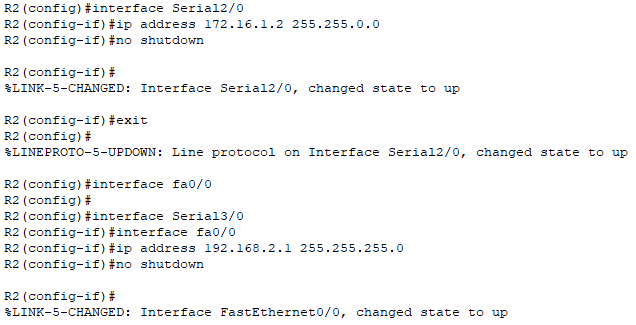 R2(config)#interface Serial2/0
R2(config-if)#ip address 172.16.1.2 255.255.0.0
R2(config-if)#no shutdown
R2(config-if)#
%LINK-5-CHANGED: Interface Serial2/0, changed state to up
R2(config-if)#exit
R2(config)#
%LINEPROTO-5-UPDOWN: Line protocol on Interface Serial2/0, changed state to up
R2(config)#interface fa0/0
R2(config)#
R2(config)#interface Serial3/0
R2(config-if)#interface fa0/0
R2(config-if)#ip address 192.168.2.1 255.255.255.0
R2(config-if)#no shutdown
R2(config-if)#
%LINK-5-CHANGED: Interface FastEthernet0/0, changed state to up